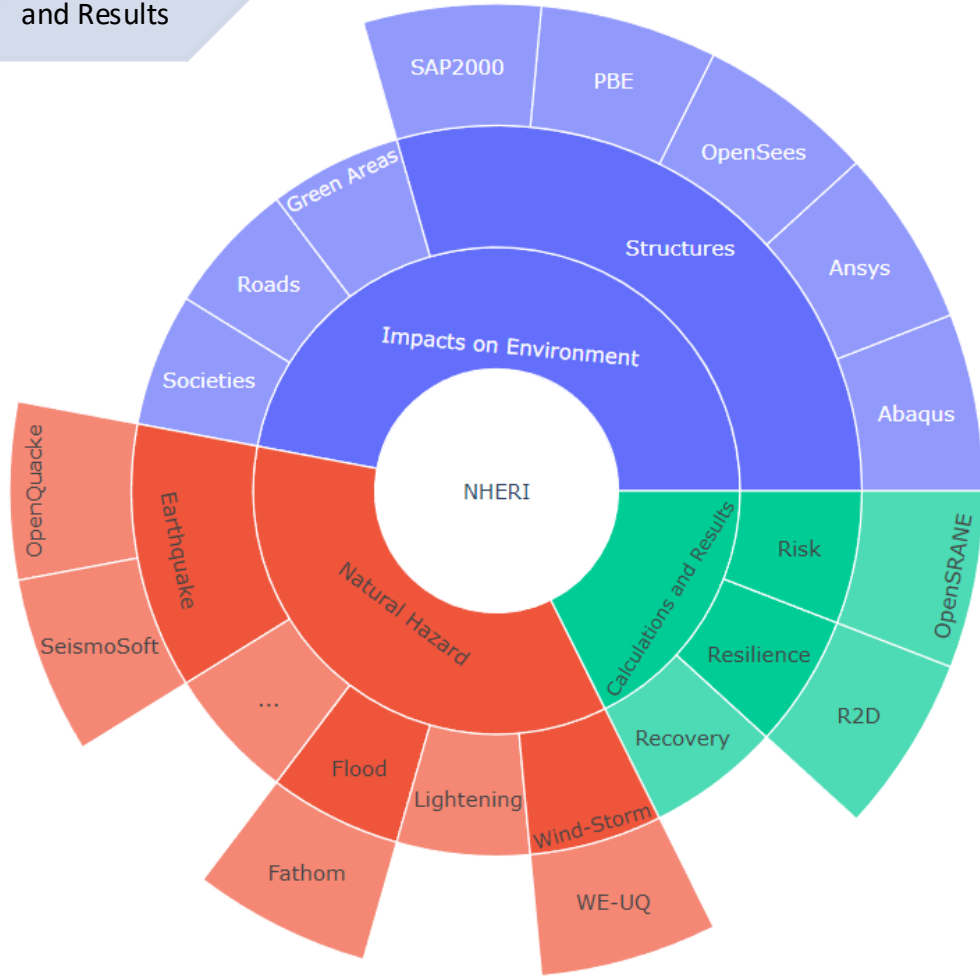 and Results
SAP2000
PBE
OpenSees
Ansys
Abaqus
Structures
Green Areas
Roads
Societies
Impacts on Environment
NHERI
OpenQuacke
SeismoSoft
Earthquake
Natural Hazard
...
Flood
Lightening
Wind-Storm
Fathom
WE-UQ
Calculations and Results
Risk
Resilience
Recovery
OpenSRANE
R2D